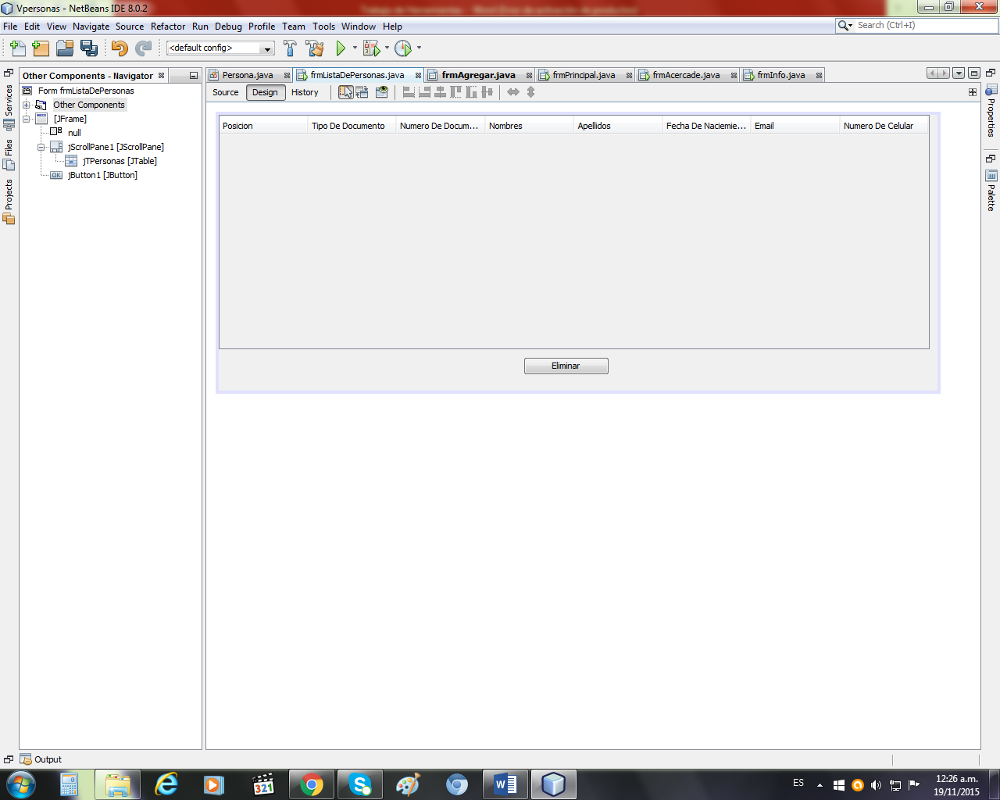 Vpersonas - NetBeans IDE 8.0.2
File Edit View Navigate Source Refactor Run Debug Profile Team Tools Window Help
Search (Ctrl+I)
<default config>
Other Components - Navigator
Persona.java frmListaDePersonas.java frmAgregar.java frmPrincipal.java frmAcercade.java frmInfo.java
Source Design History
Form frmListaDePersonas
Other Components
[JFrame]
null
jScrollPane1 [JScrollPane]
jTPersonas [JTable]
jButton1 [JButton]
Services
Files
Projects
Posicion Tipo De Documento Numero De Docum... Nombres Apellidos Fecha De Naciemie... Email Numero De Celular
Eliminar
Properties
Palette
Output
OK
321
ES
12:26 a.m.
19/11/2015